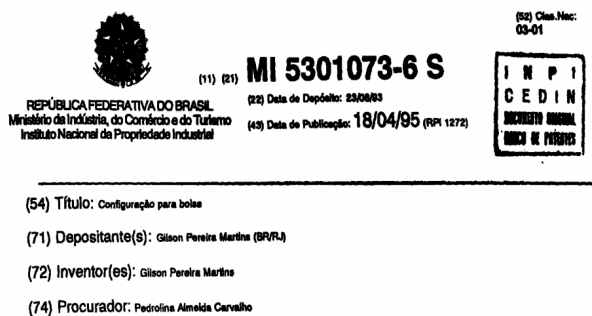 (52) Clas.Nac:
03-01
(11) (21) MI 5301073-6 S
(22) Data de Depósito: 23/08/93
(43) Data de Publicação: 18/04/95 (RPI 1272)
REPÚBLICA FEDERATIVA DO BRASIL
Ministério da Indústria, do Comércio e do Turismo
Instituto Nacional da Propriedade Industrial
I N P I
C E D I N
DOCUMENTO ORIGINAL
BANCO DE PATENTES
(54) Título: Configuração para bolsa
(71) Depositante(s): Gilson Pereira Martins (BR/RJ)
(72) Inventor(es): Gilson Pereira Martins
(74) Procurador: Pedrolina Almeida Carvalho